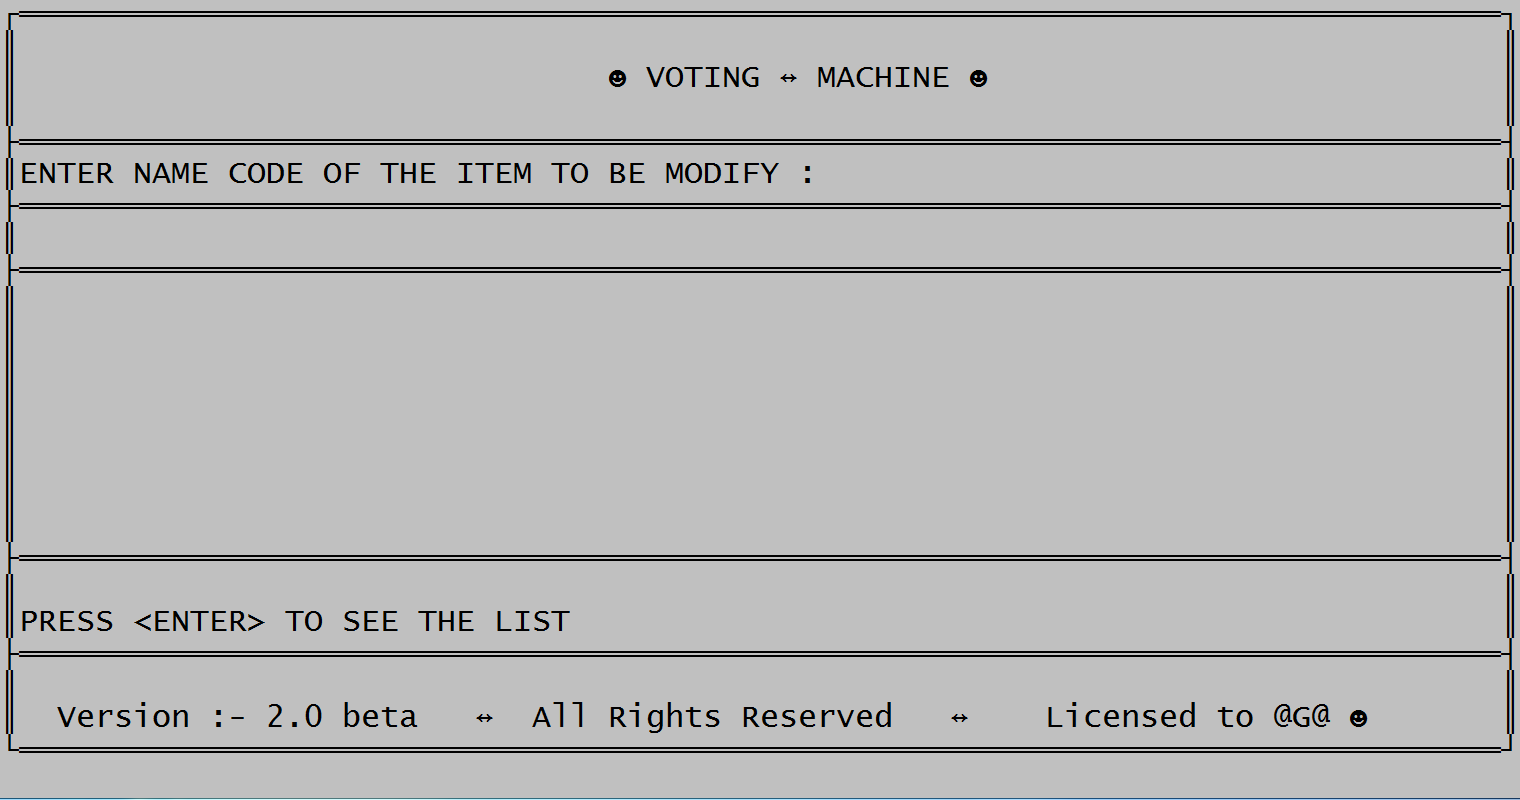 ☻ VOTING ↔ MACHINE ☻
ENTER NAME CODE OF THE ITEM TO BE MODIFY :
PRESS <ENTER> TO SEE THE LIST
Version :- 2.0 beta ↔ All Rights Reserved ↔ Licensed to @G@ ☻